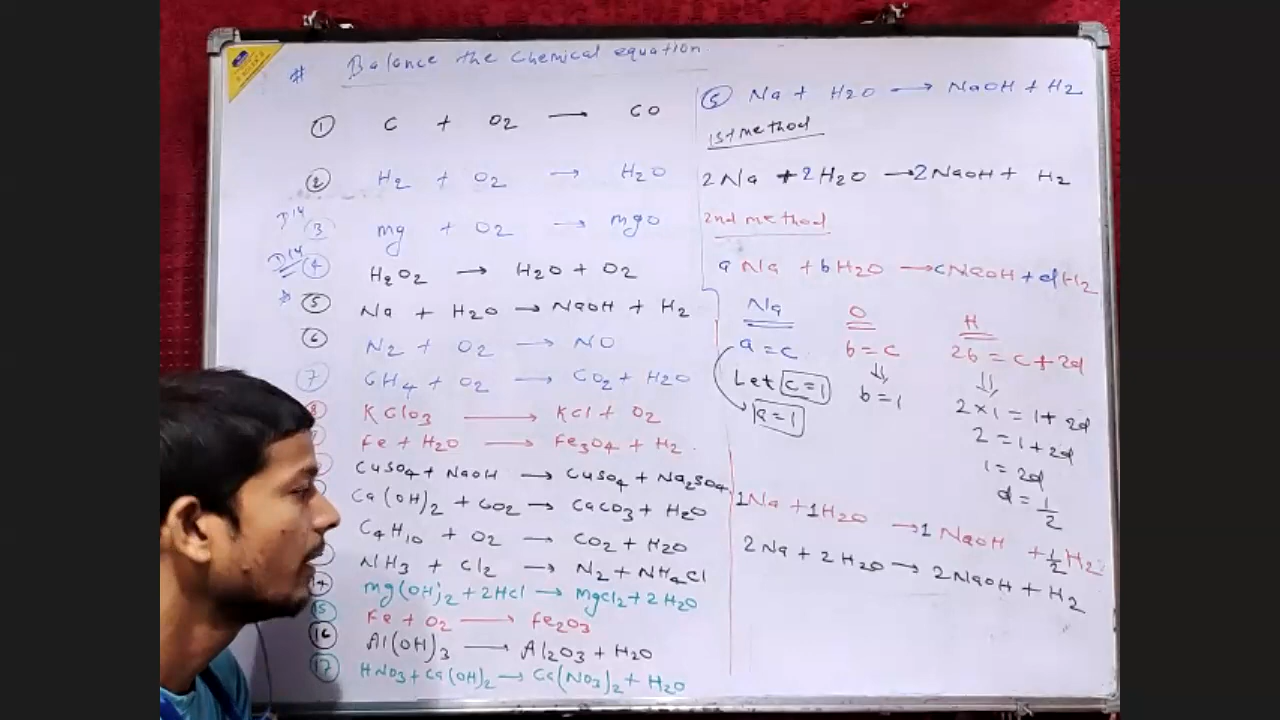 # Balance the chemical equation
① C + O2 → CO
② H2 + O2 → H2O
3 mg + O2 → mgO
4 H2O2 → H2O + O2
5 Na + H2O → NaOH + H2
6 N2 + O2 → NO
7 CH4 + O2 → CO2 + H2O
8 KClO3 → KCl + O2
Fe + H2O → Fe3O4 + H2
CuSO4 + NaOH → CuSO4 + Na2SO4
Ca(OH)2 + CO2 → CaCO3 + H2O
C4H10 + O2 → CO2 + H2O
NH3 + Cl2 → N2 + NH4Cl
14 mg(OH)2 + 2HCl → mgCl2 + 2H2O
15 Fe + O2 → Fe2O3
16 Al(OH)3 → Al2O3 + H2O
17 HNO3 + Ca(OH)2 → Ca(NO3)2 + H2O
⑤ Na + H2O → NaOH + H2
1st method
2Na + 2H2O → 2NaOH + H2
2nd method
aNa + bH2O → cNaOH + dH2
Na
a = c
Let c = 1
a = 1
O
b = c
⇓
b = 1
H
2b = c + 2d
⇓
2 × 1 = 1 + 2d
2 = 1 + 2d
1 = 2d
d = 1/2
1Na + 1H2O → 1NaOH + 1/2 H2
2Na + 2H2O → 2NaOH + H2